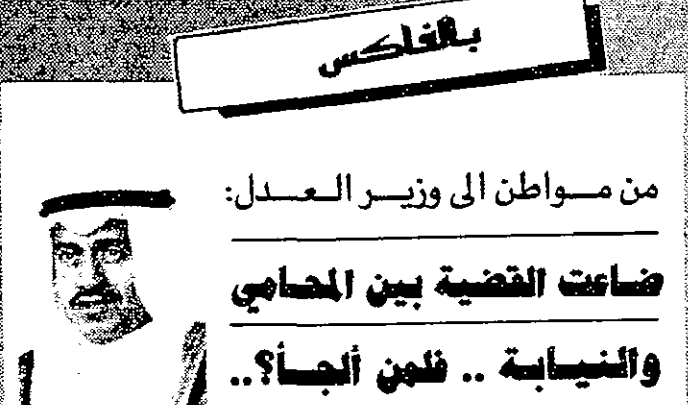 بالفاكس
من مواطن الى وزير العدل:
ضاعت القضية بين المحامي
والنيابة .. فلمن ألجأ؟..